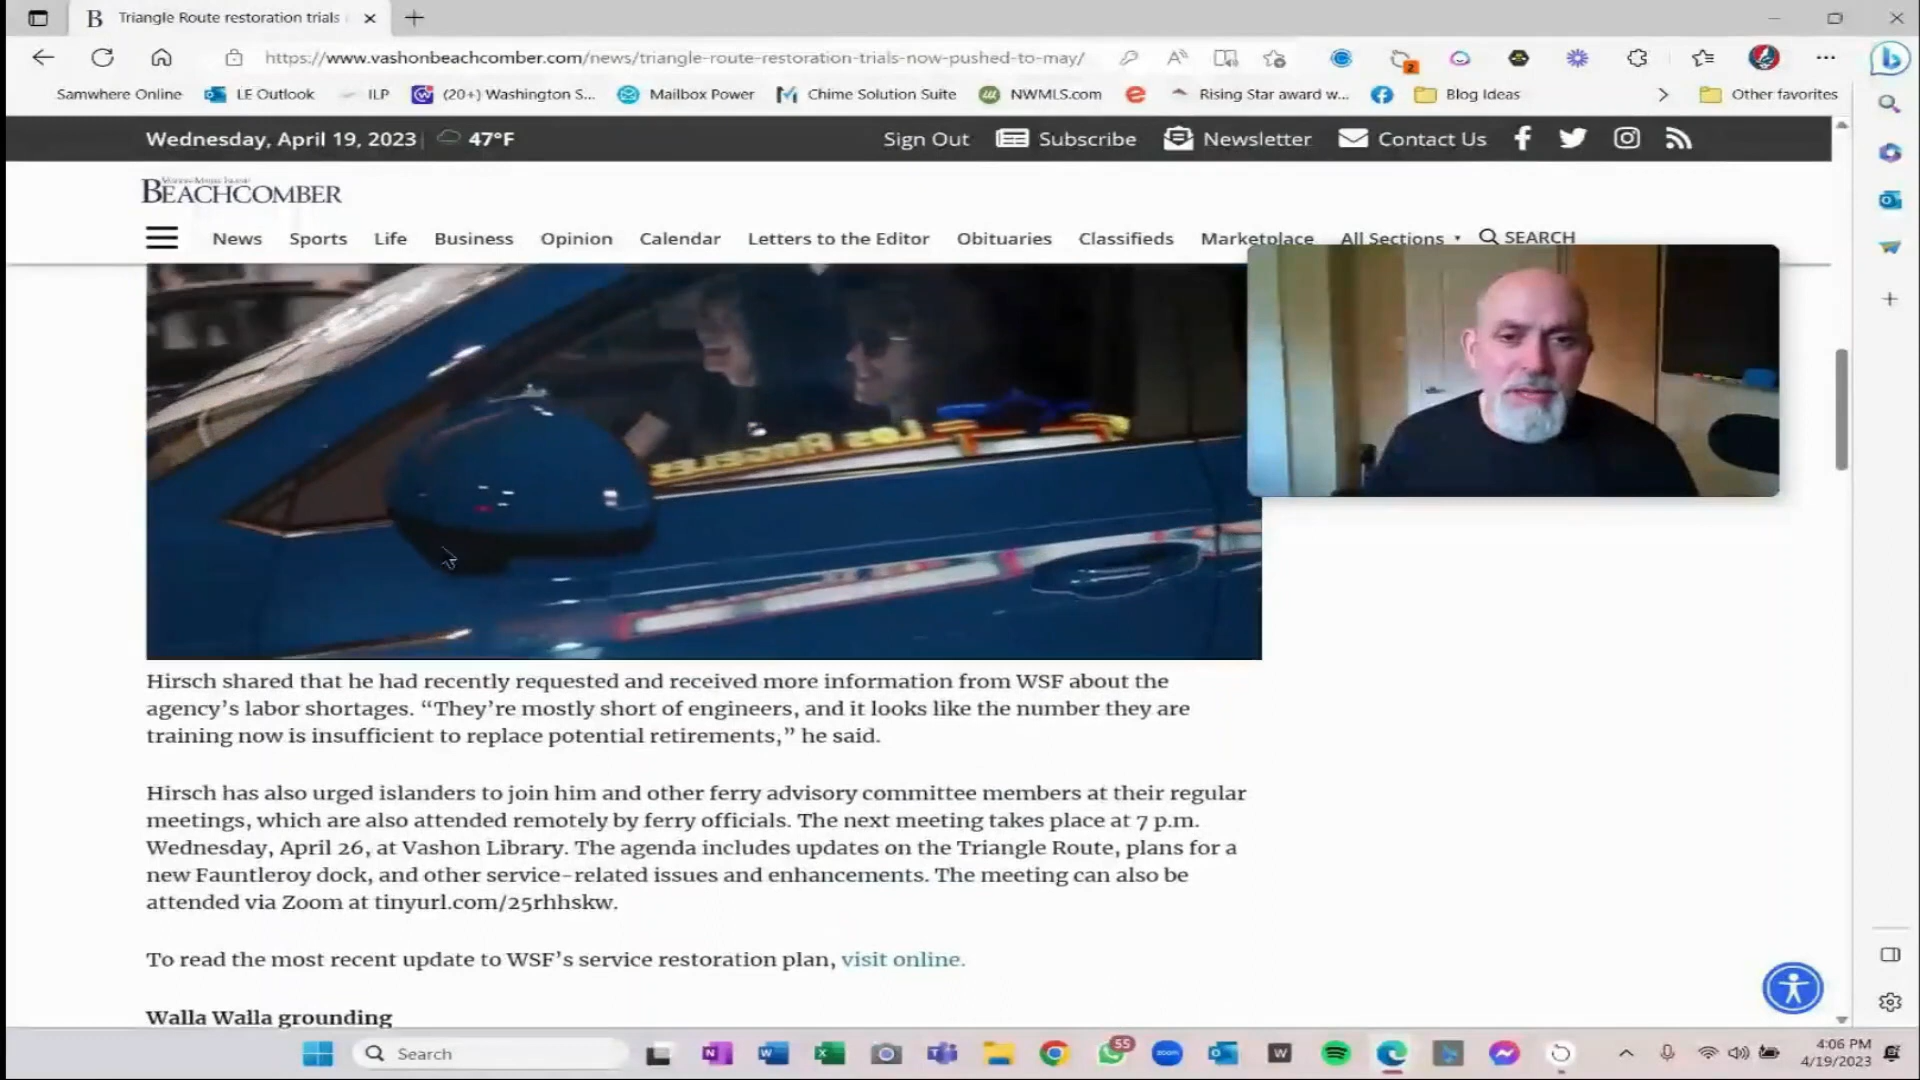 Triangle Route restoration trials
https://www.vashonbeachcomber.com/news/triangle-route-restoration-trials-now-pushed-to-may/
2
Samwhere Online LE Outlook ILP (20+) Washington S... Mailbox Power Chime Solution Suite NWMLS.com Rising Star award w... Blog Ideas Other favorites
Wednesday, April 19, 2023 47°F Sign Out Subscribe Newsletter Contact Us
BEACHCOMBER
News Sports Life Business Opinion Calendar Letters to the Editor Obituaries Classifieds Marketplace All Sections SEARCH
Hirsch shared that he had recently requested and received more information from WSF about the
agency’s labor shortages. “They’re mostly short of engineers, and it looks like the number they are
training now is insufficient to replace potential retirements,” he said.
Hirsch has also urged islanders to join him and other ferry advisory committee members at their regular
meetings, which are also attended remotely by ferry officials. The next meeting takes place at 7 p.m.
Wednesday, April 26, at Vashon Library. The agenda includes updates on the Triangle Route, plans for a
new Fauntleroy dock, and other service-related issues and enhancements. The meeting can also be
attended via Zoom at tinyurl.com/25rhhskw.
To read the most recent update to WSF’s service restoration plan, visit online.
Walla Walla grounding
Search
55
zoom
4:06 PM
4/19/2023